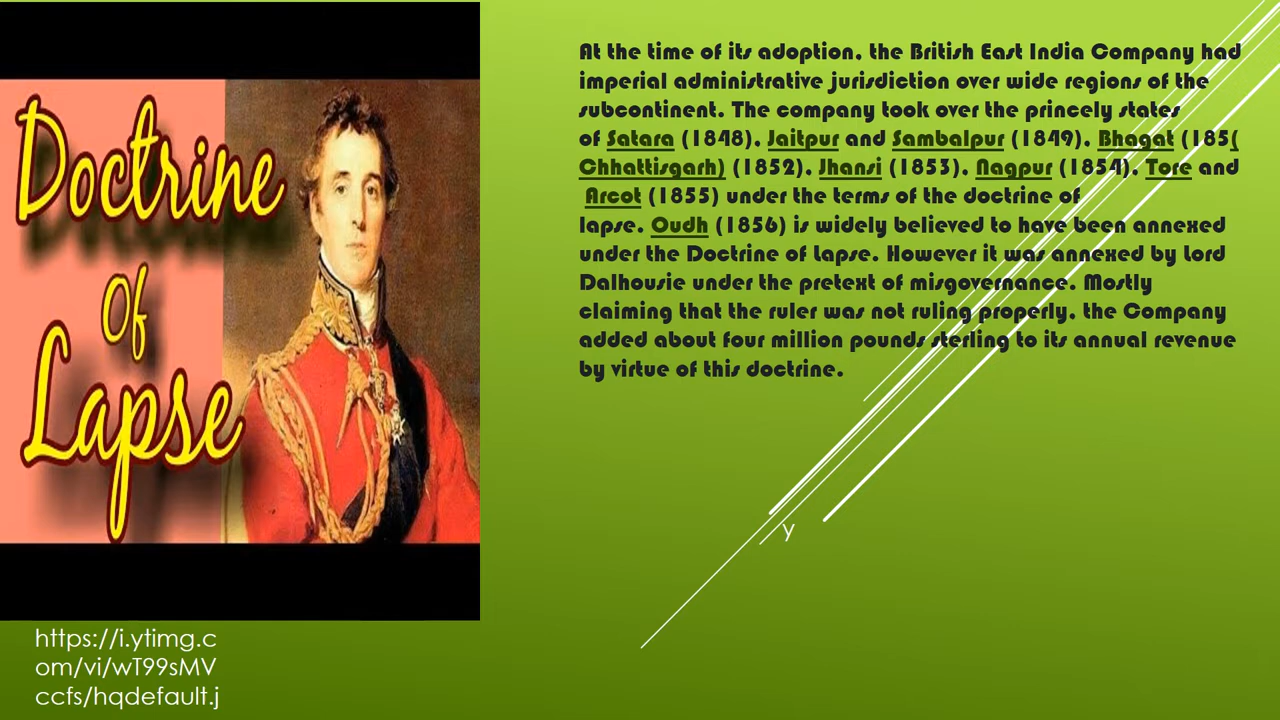 Doctrine
Of
Lapse
https://i.ytimg.c
om/vi/wT99sMV
ccfs/hqdefault.j
At the time of its adoption, the British East India Company had
imperial administrative jurisdiction over wide regions of the
subcontinent. The company took over the princely states
of Satara (1848), Jaitpur and Sambalpur (1849), Bhagat (185(
Chhattisgarh) (1852), Jhansi (1853), Nagpur (1854), Tore and
Arcot (1855) under the terms of the doctrine of
lapse. Oudh (1856) is widely believed to have been annexed
under the Doctrine of Lapse. However it was annexed by Lord
Dalhousie under the pretext of misgovernance. Mostly
claiming that the ruler was not ruling properly, the Company
added about four million pounds sterling to its annual revenue
by virtue of this doctrine.
y